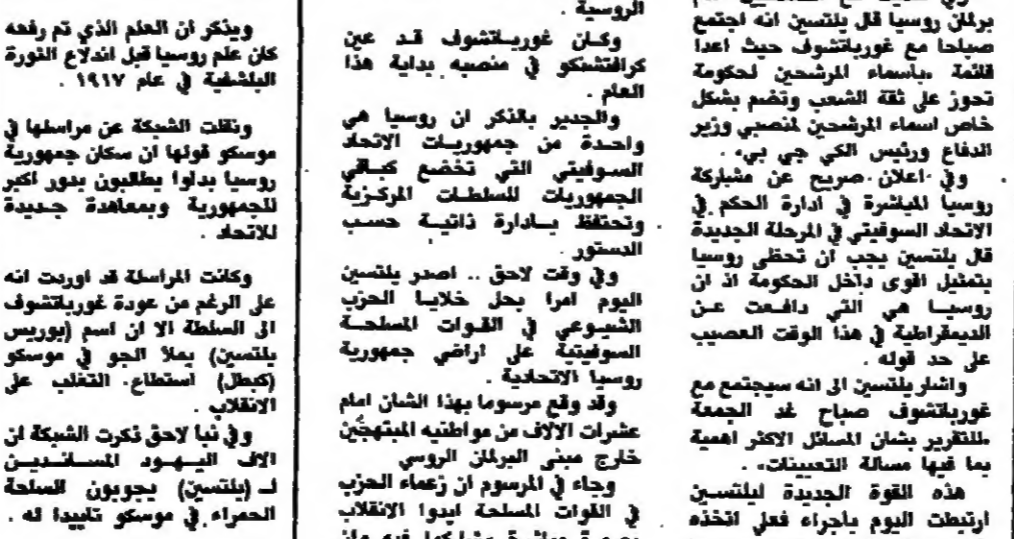 برلمان روسيا قال يلتسين انه اجتمع
صباحا مع غورباتشوف حيث اعدا
قائمة «باسماء المرشحين لحكومة
تحوز على ثقة الشعب وتضم بشكل
خاص اسماء المرشحين لمنصبي وزير
الدفاع ورئيس الكي جي بي» .
وفي اعلان صريح عن مشاركة
روسيا المباشرة في ادارة الحكم في
الاتحاد السوفيتي في المرحلة الجديدة
قال يلتسين يجب ان تحظى روسيا
بتمثيل اقوى داخل الحكومة اذ ان
روسيا هي التي دافعت عن
الديمقراطية في هذا الوقت العصيب
على حد قوله .
واشار يلتسين الى انه سيجتمع مع
غورباتشوف صباح غد الجمعة
«للتقرير بشان المسائل الاكثر اهمية
بما فيها مسألة التعيينات» .
هذه القوة الجديدة ليلتسين
ارتبطت اليوم باجراء فعلي اتخذه
الروسية .
وكان غورباتشوف قد عين
كرافتشنكو في منصبه بداية هذا
العام .
والجدير بالذكر ان روسيا هي
واحدة من جمهوريات الاتحاد
السوفيتي التي تخضع كباقي
الجمهوريات للسلطات المركزية
وتحتفظ بادارة ذاتية حسب
الدستور .
وفي وقت لاحق .. اصدر يلتسين
اليوم امرا بحل خلايا الحزب
الشيوعي في القوات المسلحة
السوفيتية على اراضي جمهورية
روسيا الاتحادية .
وقد وقع مرسوما بهذا الشان امام
عشرات الالاف من مواطنيه المبتهجين
خارج مبنى البرلمان الروسي
وجاء في المرسوم ان زعماء الحزب
في القوات المسلحة ايدوا الانقلاب
ويذكر ان العلم الذي تم رفعه
كان علم روسيا قبل اندلاع الثورة
البلشفية في عام ١٩١٧ .
ونقلت الشبكة عن مراسلها في
موسكو قولها ان سكان جمهورية
روسيا بداوا يطالبون بدور اكبر
للجمهورية وبمعاهدة جديدة
للاتحاد .
وكانت المراسلة قد اوردت انه
على الرغم من عودة غورباتشوف
الى السلطة الا ان اسم (بوريس
يلتسين) يملأ الجو في موسكو
(كبطل) استطاع التغلب على
الانقلاب .
وفي نبا لاحق ذكرت الشبكة ان
الاف اليهود المساندين
لـ (يلتسين) يجوبون الساحة
الحمراء في موسكو تاييدا له .